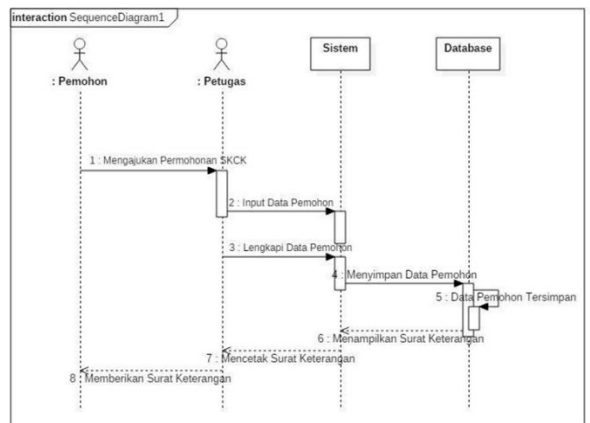 interaction SequenceDiagram1
: Pemohon
: Petugas
Sistem
Database
1 : Mengajukan Permohonan SKCK
2 : Input Data Pemohon
3 : Lengkapi Data Pemohon
4 : Menyimpan Data Pemohon
5 : Data Pemohon Tersimpan
6 : Menampilkan Surat Keterangan
7 : Mencetak Surat Keterangan
8 : Memberikan Surat Keterangan